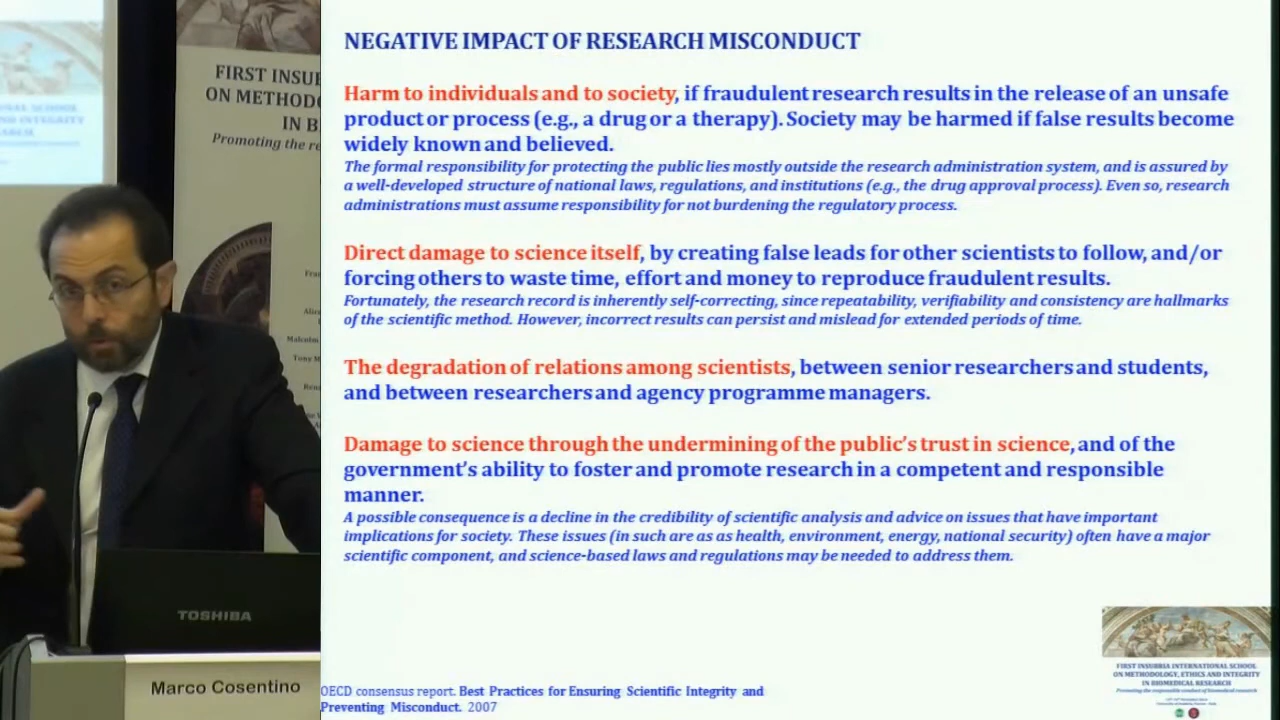 NEGATIVE IMPACT OF RESEARCH MISCONDUCT
Harm to individuals and to society, if fraudulent research results in the release of an unsafe
product or process (e.g., a drug or a therapy). Society may be harmed if false results become
widely known and believed.
The formal responsibility for protecting the public lies mostly outside the research administration system, and is assured by
a well-developed structure of national laws, regulations, and institutions (e.g., the drug approval process). Even so, research
administrations must assume responsibility for not burdening the regulatory process.
Direct damage to science itself, by creating false leads for other scientists to follow, and/or
forcing others to waste time, effort and money to reproduce fraudulent results.
Fortunately, the research record is inherently self-correcting, since repeatability, verifiability and consistency are hallmarks
of the scientific method. However, incorrect results can persist and mislead for extended periods of time.
The degradation of relations among scientists, between senior researchers and students,
and between researchers and agency programme managers.
Damage to science through the undermining of the public's trust in science, and of the
government's ability to foster and promote research in a competent and responsible
manner.
A possible consequence is a decline in the credibility of scientific analysis and advice on issues that have important
implications for society. These issues (in such are as as health, environment, energy, national security) often have a major
scientific component, and science-based laws and regulations may be needed to address them.
OECD consensus report. Best Practices for Ensuring Scientific Integrity and
Preventing Misconduct. 2007
FIRST INSUBRIA INTERNATIONAL SCHOOL
ON METHODOLOGY, ETHICS AND INTEGRITY
IN BIOMEDICAL RESEARCH
Promoting the responsible conduct of biomedical research
FIRST INSUB
ON METHODO
IN B
Promoting the re
Malcolm
Tony M
TOSHIBA
Marco Cosentino